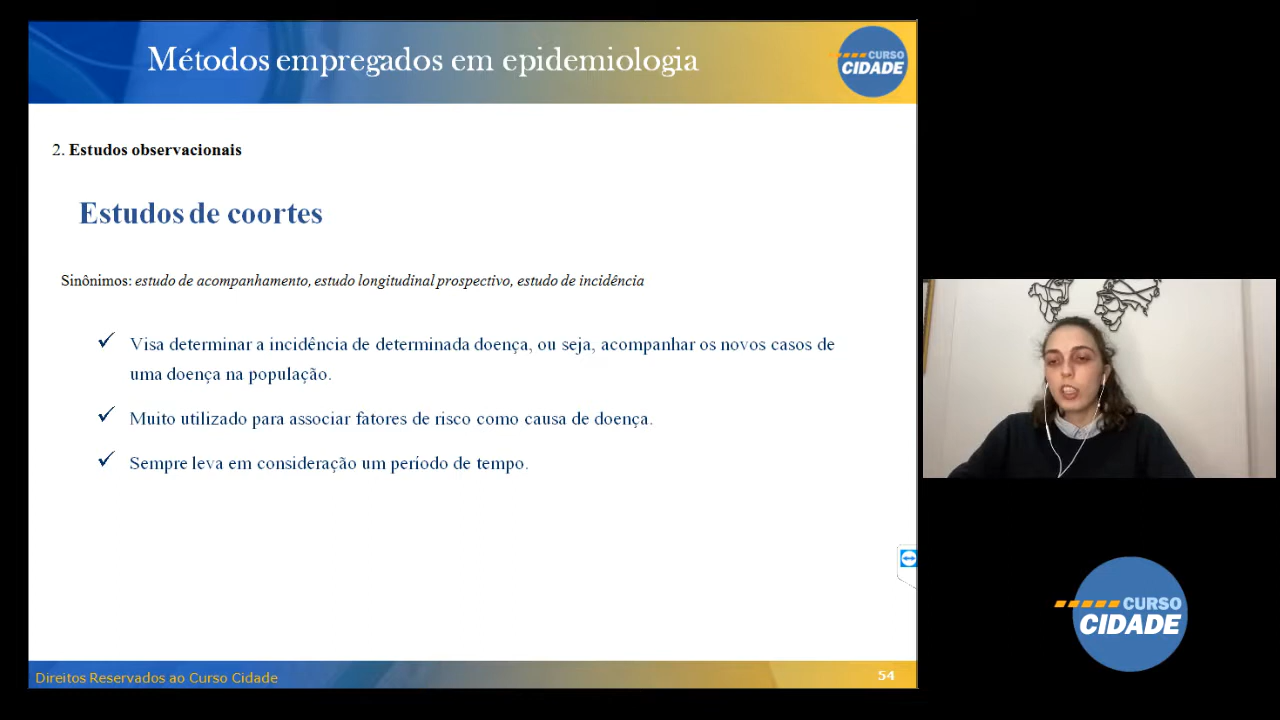 Métodos empregados em epidemiologia
CURSO
CIDADE
2. Estudos observacionais
Estudos de coortes
Sinônimos: estudo de acompanhamento, estudo longitudinal prospectivo, estudo de incidência
Visa determinar a incidência de determinada doença, ou seja, acompanhar os novos casos de
uma doença na população.
Muito utilizado para associar fatores de risco como causa de doença.
Sempre leva em consideração um período de tempo.
CURSO
CIDADE
Direitos Reservados ao Curso Cidade
54